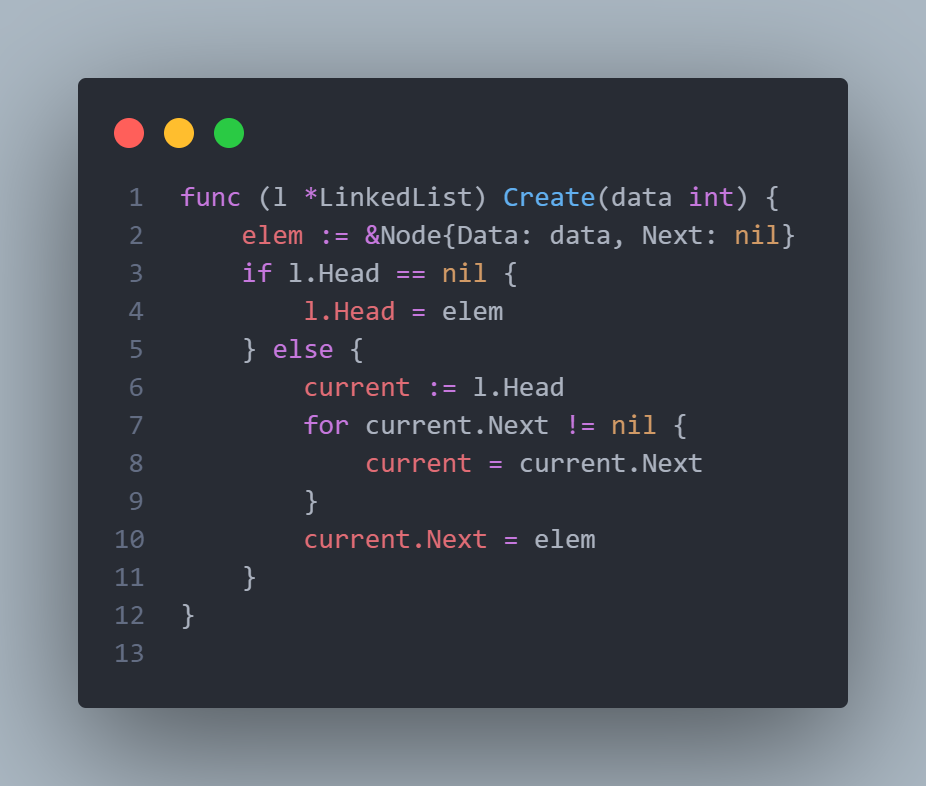 1 func (l *LinkedList) Create(data int) {
2     elem := &Node{Data: data, Next: nil}
3     if l.Head == nil {
4         l.Head = elem
5     } else {
6         current := l.Head
7         for current.Next != nil {
8             current = current.Next
9         }
10         current.Next = elem
11     }
12 }
13